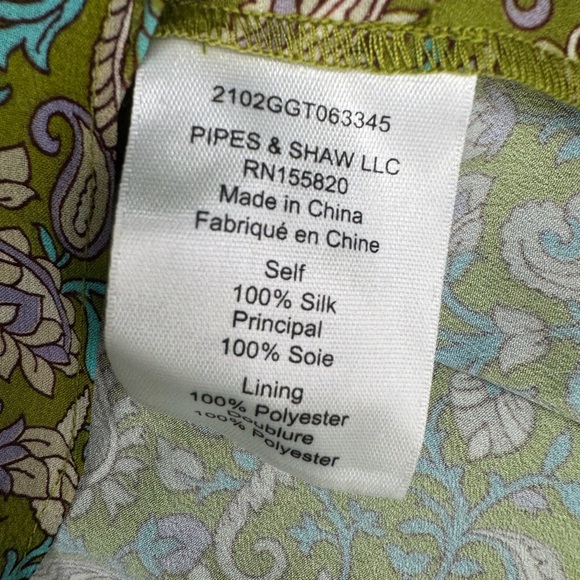 2102GGT063345
PIPES & SHAW LLC
RN155820
Made in China
Fabriqué en Chine
Self
100% Silk
Principal
100% Soie
Lining
100% Polyester
Doublure
100% Polyester